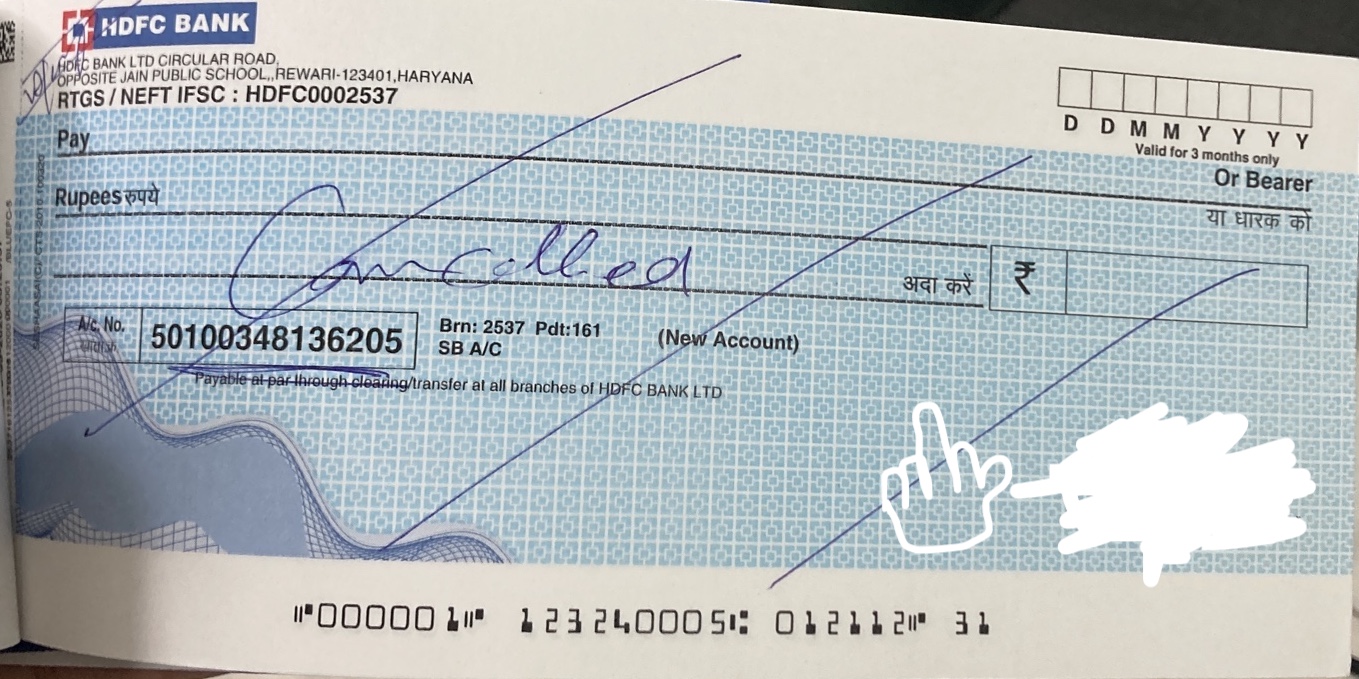 HDFC BANK
HDFC BANK LTD CIRCULAR ROAD,
OPPOSITE JAIN PUBLIC SCHOOL,,REWARI-123401,HARYANA
RTGS / NEFT IFSC : HDFC0002537
D D M M Y Y Y Y
Valid for 3 months only
Pay
Or Bearer
या धारक को
Rupees रुपये
Cancelled
अदा करें ₹
A/c. No. 50100348136205
Brn: 2537 Pdt:161 (New Account)
SB A/C
Payable at par through clearing/transfer at all branches of HDFC BANK LTD
⑈000001⑈ 123240005⑆ 012112⑈ 31